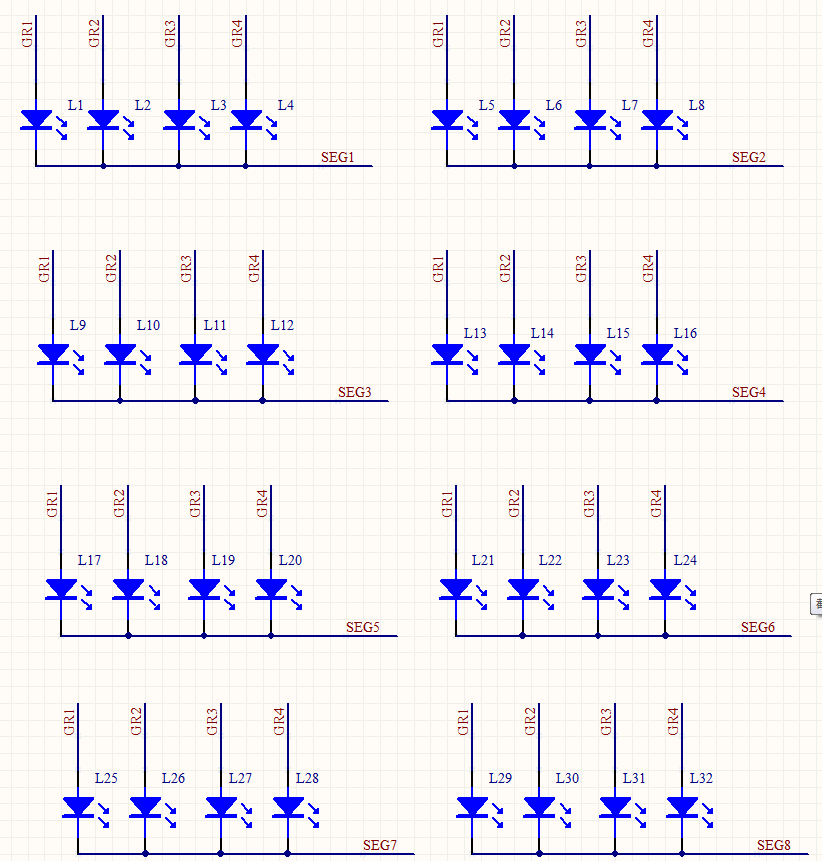 GR1 GR2 GR3 GR4
L1 L2 L3 L4
SEG1
GR1 GR2 GR3 GR4
L5 L6 L7 L8
SEG2
GR1 GR2 GR3 GR4
L9 L10 L11 L12
SEG3
GR1 GR2 GR3 GR4
L13 L14 L15 L16
SEG4
GR1 GR2 GR3 GR4
L17 L18 L19 L20
SEG5
GR1 GR2 GR3 GR4
L21 L22 L23 L24
SEG6
GR1 GR2 GR3 GR4
L25 L26 L27 L28
SEG7
GR1 GR2 GR3 GR4
L29 L30 L31 L32
SEG8